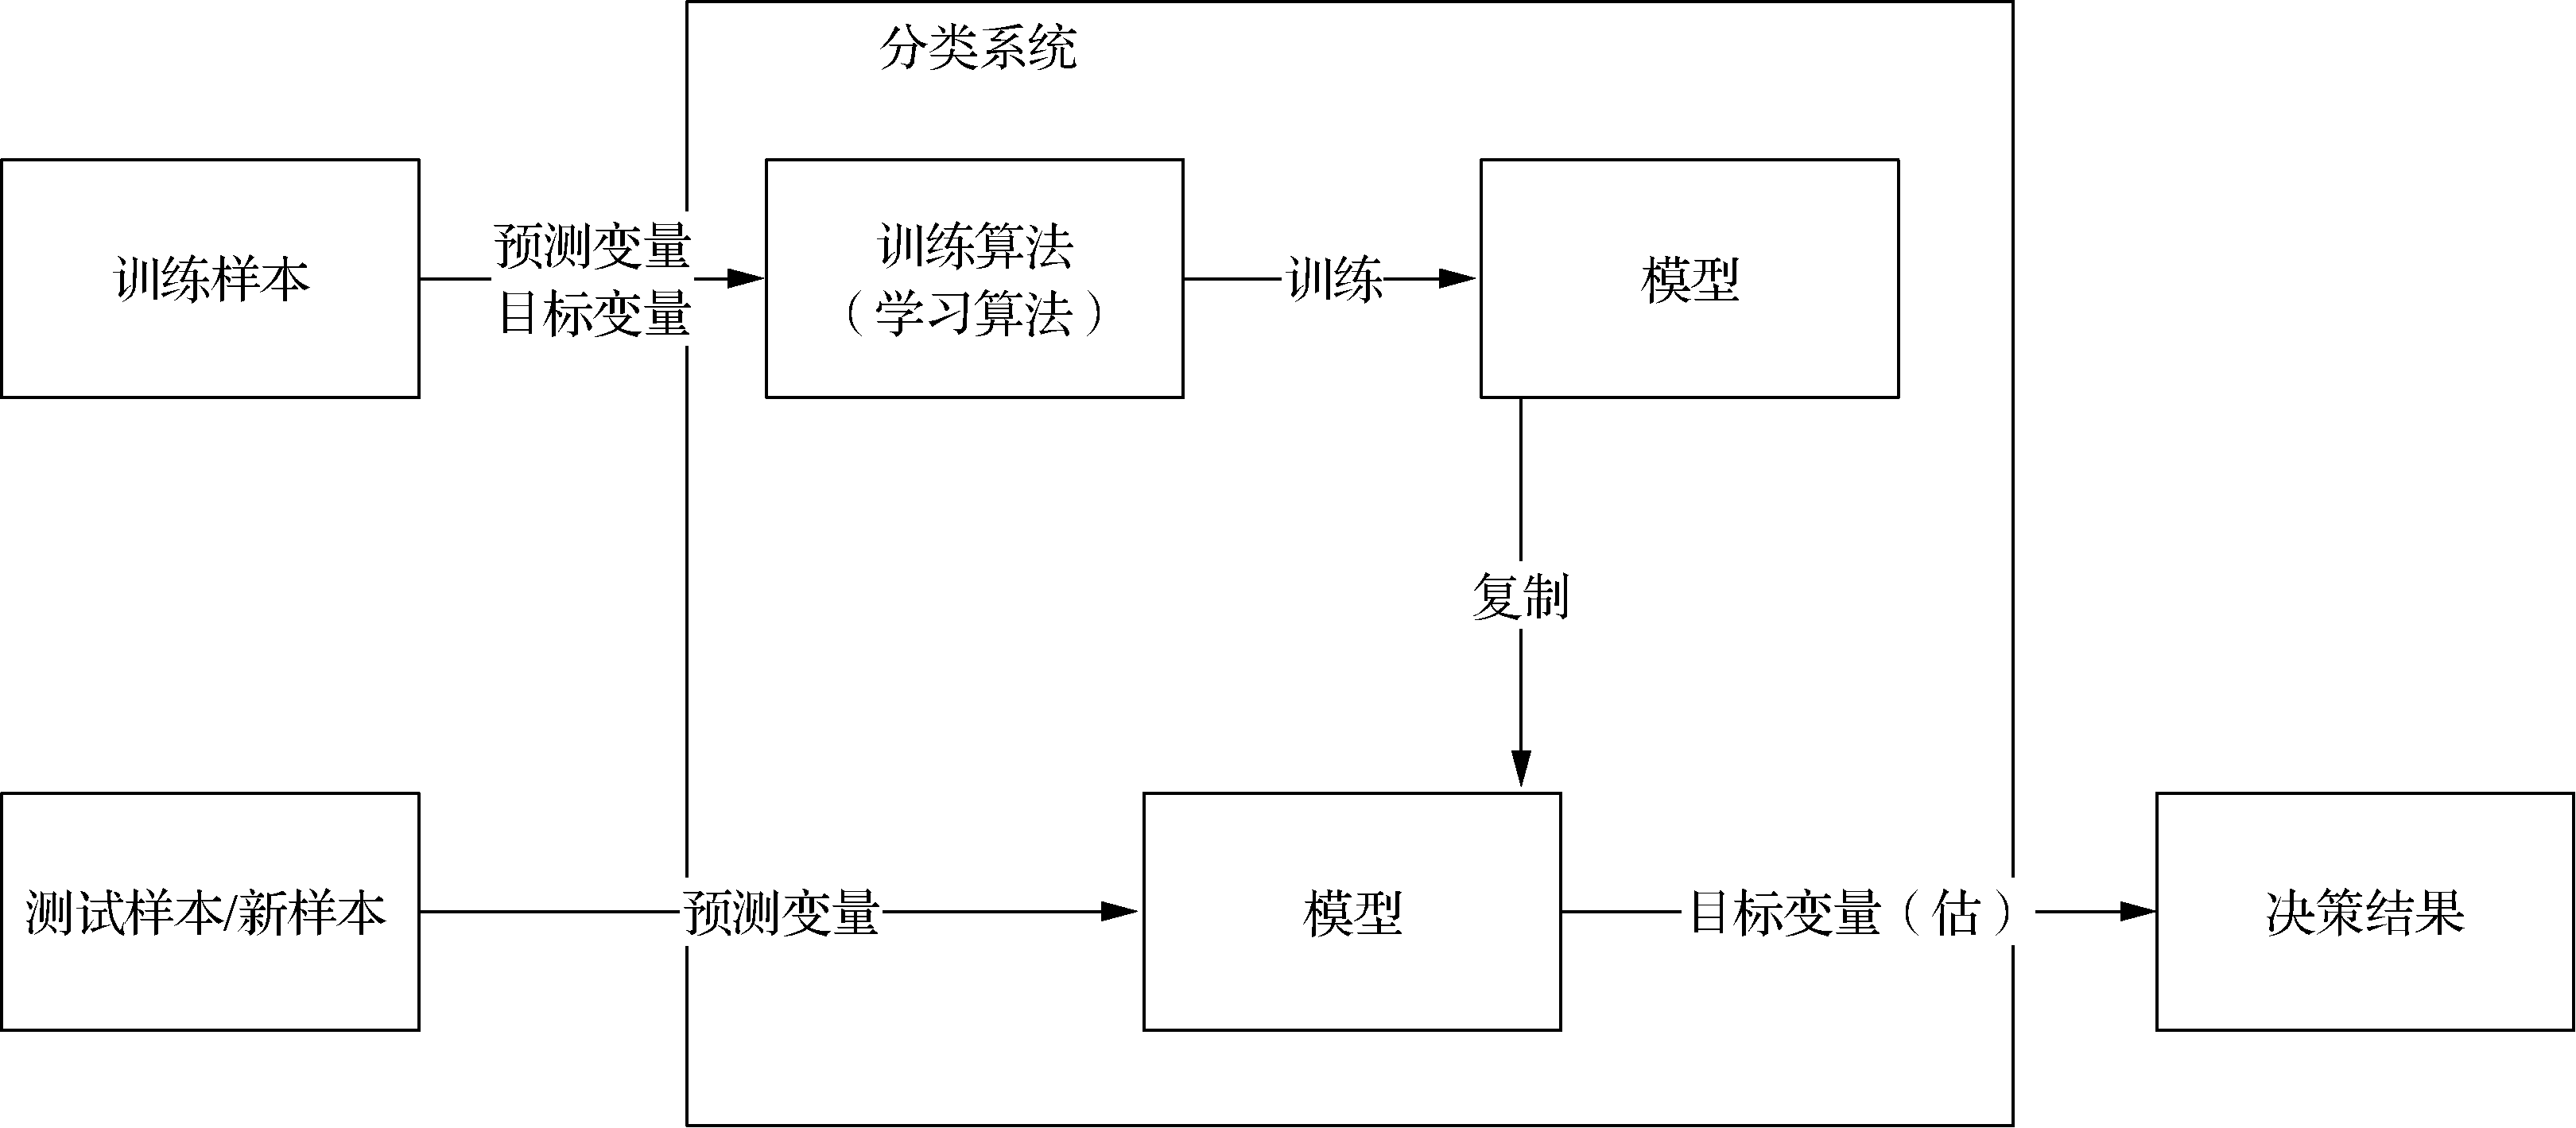 分类系统
训练样本
预测变量
目标变量
训练算法
（学习算法）
训练
模型
复制
测试样本/新样本
预测变量
模型
目标变量（估）
决策结果